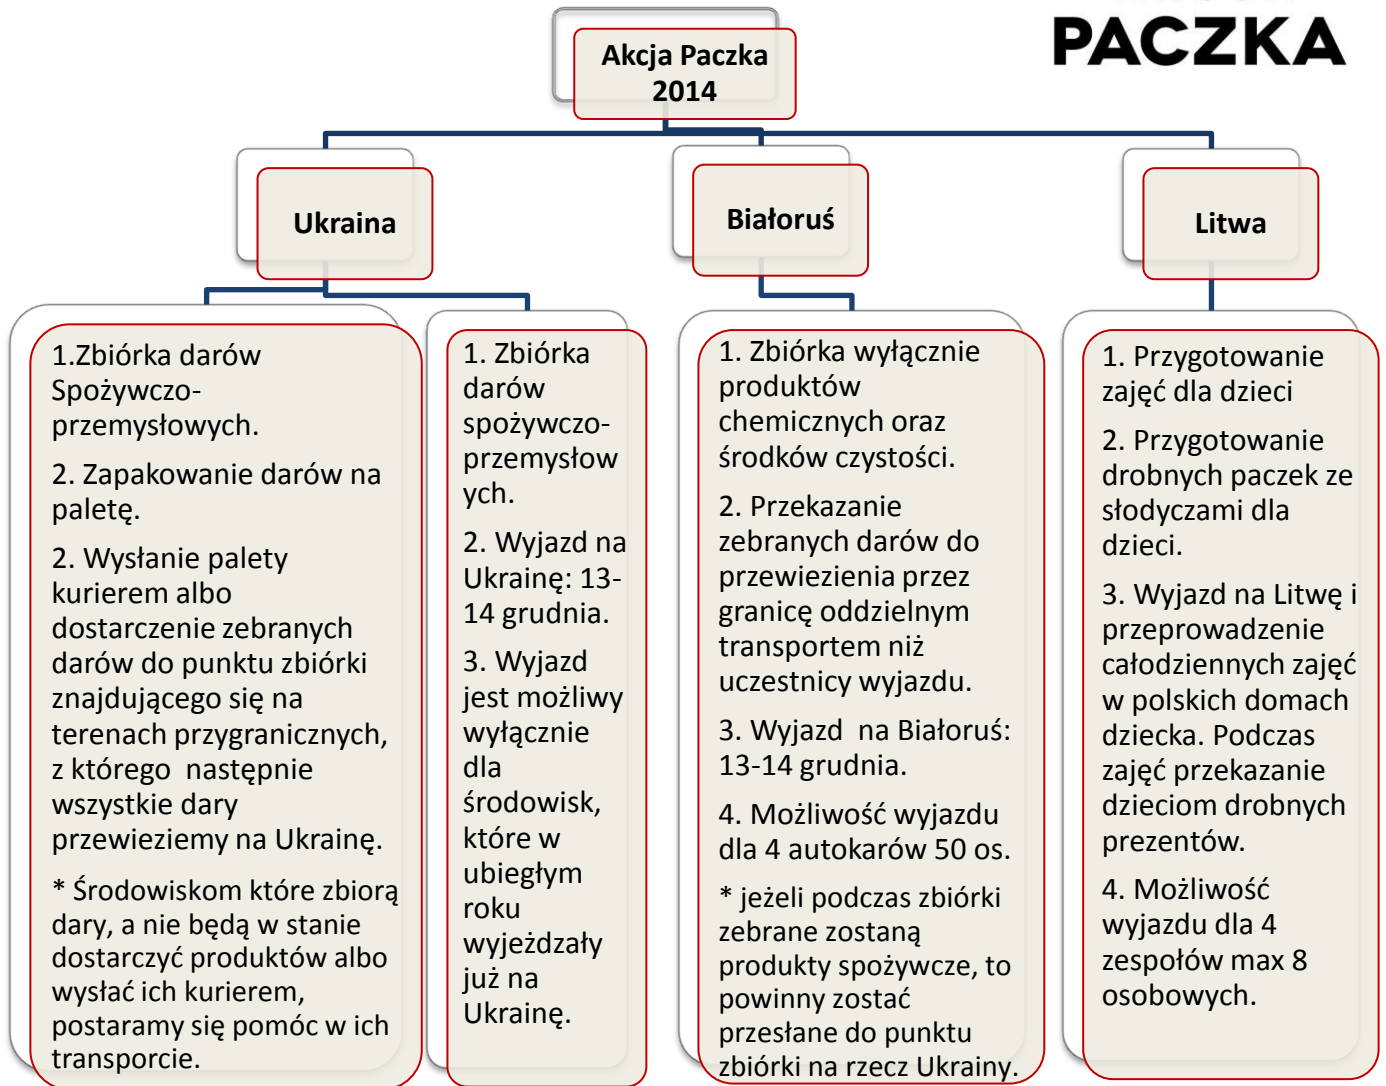 PACZKA
Akcja Paczka
2014
Ukraina
Białoruś
Litwa
1.Zbiórka darów
Spożywczo-
przemysłowych.
2. Zapakowanie darów na
paletę.
2. Wysłanie palety
kurierem albo
dostarczenie zebranych
darów do punktu zbiórki
znajdującego się na
terenach przygranicznych,
z którego następnie
wszystkie dary
przewieziemy na Ukrainę.
* Środowiskom które zbiorą
dary, a nie będą w stanie
dostarczyć produktów albo
wysłać ich kurierem,
postaramy się pomóc w ich
transporcie.
1. Zbiórka
darów
spożywczo-
przemysłow
ych.
2. Wyjazd na
Ukrainę: 13-
14 grudnia.
3. Wyjazd
jest możliwy
wyłącznie
dla
środowisk,
które w
ubiegłym
roku
wyjeżdzały
już na
Ukrainę.
1. Zbiórka wyłącznie
produktów
chemicznych oraz
środków czystości.
2. Przekazanie
zebranych darów do
przewiezienia przez
granicę oddzielnym
transportem niż
uczestnicy wyjazdu.
3. Wyjazd na Białoruś:
13-14 grudnia.
4. Możliwość wyjazdu
dla 4 autokarów 50 os.
* jeżeli podczas zbiórki
zebrane zostaną
produkty spożywcze, to
powinny zostać
przesłane do punktu
zbiórki na rzecz Ukrainy.
1. Przygotowanie
zajęć dla dzieci
2. Przygotowanie
drobnych paczek ze
słodyczami dla
dzieci.
3. Wyjazd na Litwę i
przeprowadzenie
całodziennych zajęć
w polskich domach
dziecka. Podczas
zajęć przekazanie
dzieciom drobnych
prezentów.
4. Możliwość
wyjazdu dla 4
zespołów max 8
osobowych.